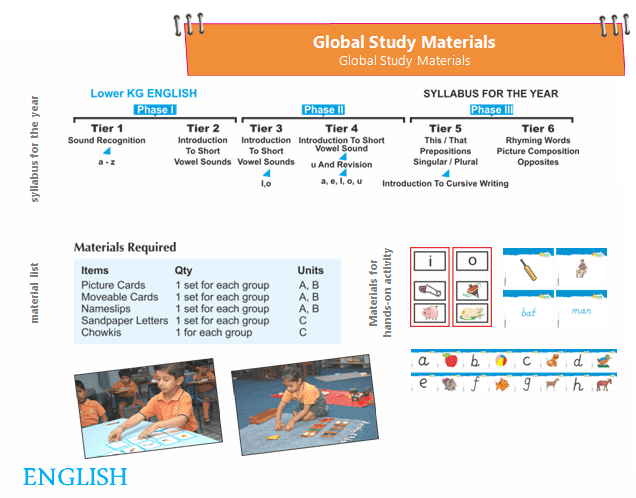 Global Study Materials
Global Study Materials
syllabus for the year
Lower KG ENGLISH
SYLLABUS FOR THE YEAR
Phase I
Phase II
Phase III
Tier 1
Sound Recognition
a - z
Tier 2
Introduction
To Short
Vowel Sounds
Tier 3
Introduction
To Short
Vowel Sounds
I,o
Tier 4
Introduction To Short
Vowel Sound
u And Revision
a, e, I, o, u
Tier 5
This / That
Prepositions
Singular / Plural
Introduction To Cursive Writing
Tier 6
Rhyming Words
Picture Composition
Opposites
material list
Materials Required
Items Qty Units
Picture Cards 1 set for each group A, B
Moveable Cards 1 set for each group A, B
Nameslips 1 set for each group A, B
Sandpaper Letters 1 set for each group C
Chowkis 1 for each group C
Materials for
hands-on activity
i o
bat man
a b c d
e f g h
ENGLISH